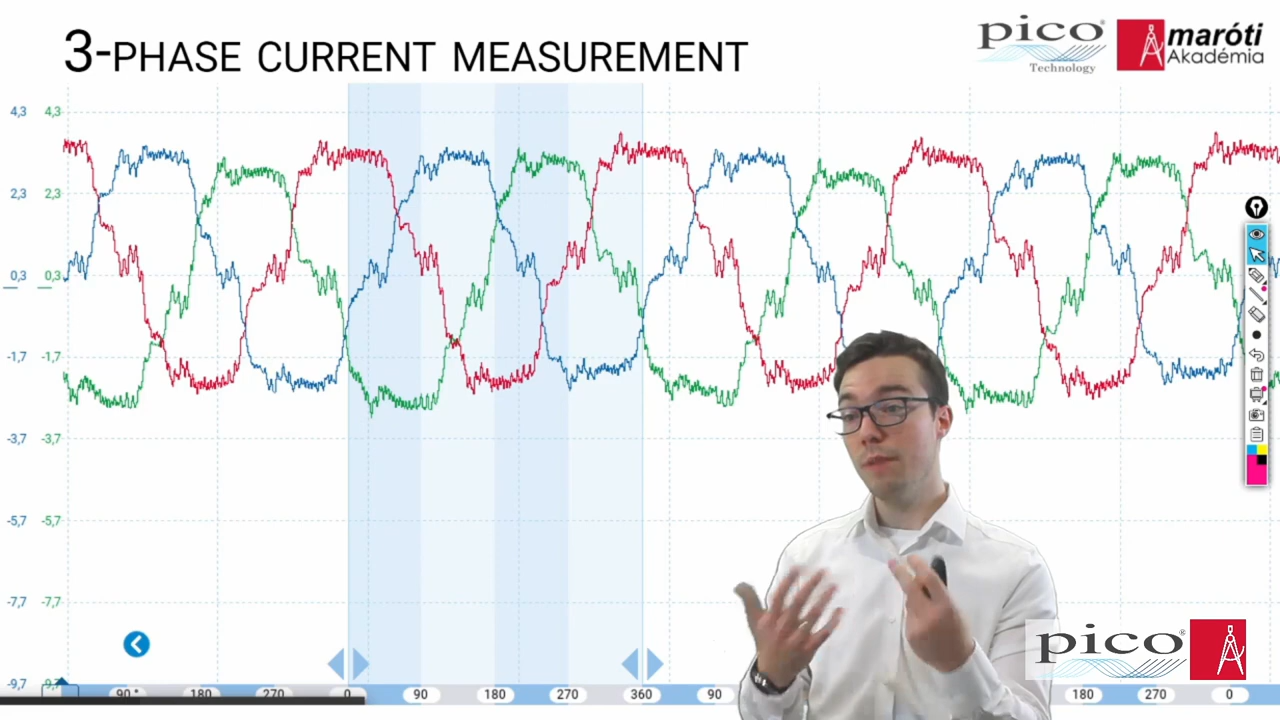 3-PHASE CURRENT MEASUREMENT
pico®
Technology
maróti
Akadémia
4,3 4,3
2,3 2,3
0,3 0,3
-1,7 -1,7
-3,7 -3,7
-5,7 -5,7
-7,7 -7,7
-9,7 -9,7
90° 180 270 0 90 180 270 360 90 180 270 0
pico®